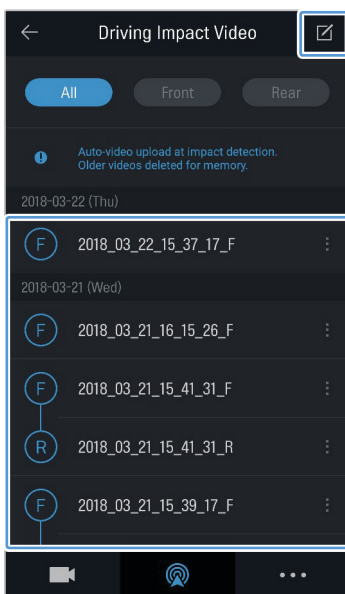 Driving Impact Video
All
Front
Rear
Auto-video upload at impact detection.
Older videos deleted for memory.
2018-03-22 (Thu)
F
2018_03_22_15_37_17_F
2018-03-21 (Wed)
F
2018_03_21_16_15_26_F
F
2018_03_21_15_41_31_F
R
2018_03_21_15_41_31_R
F
2018_03_21_15_39_17_F